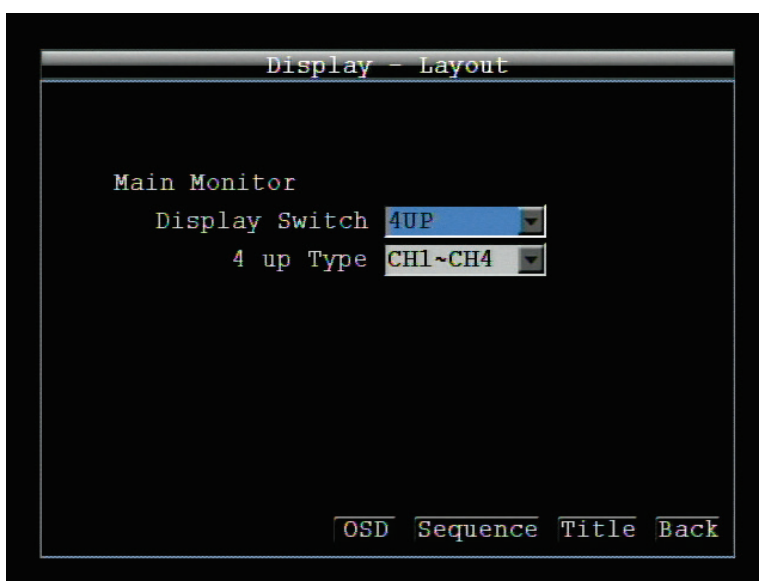 Display - Layout
Main Monitor
Display Switch 4UP
4 up Type CH1~CH4
OSD Sequence Title Back